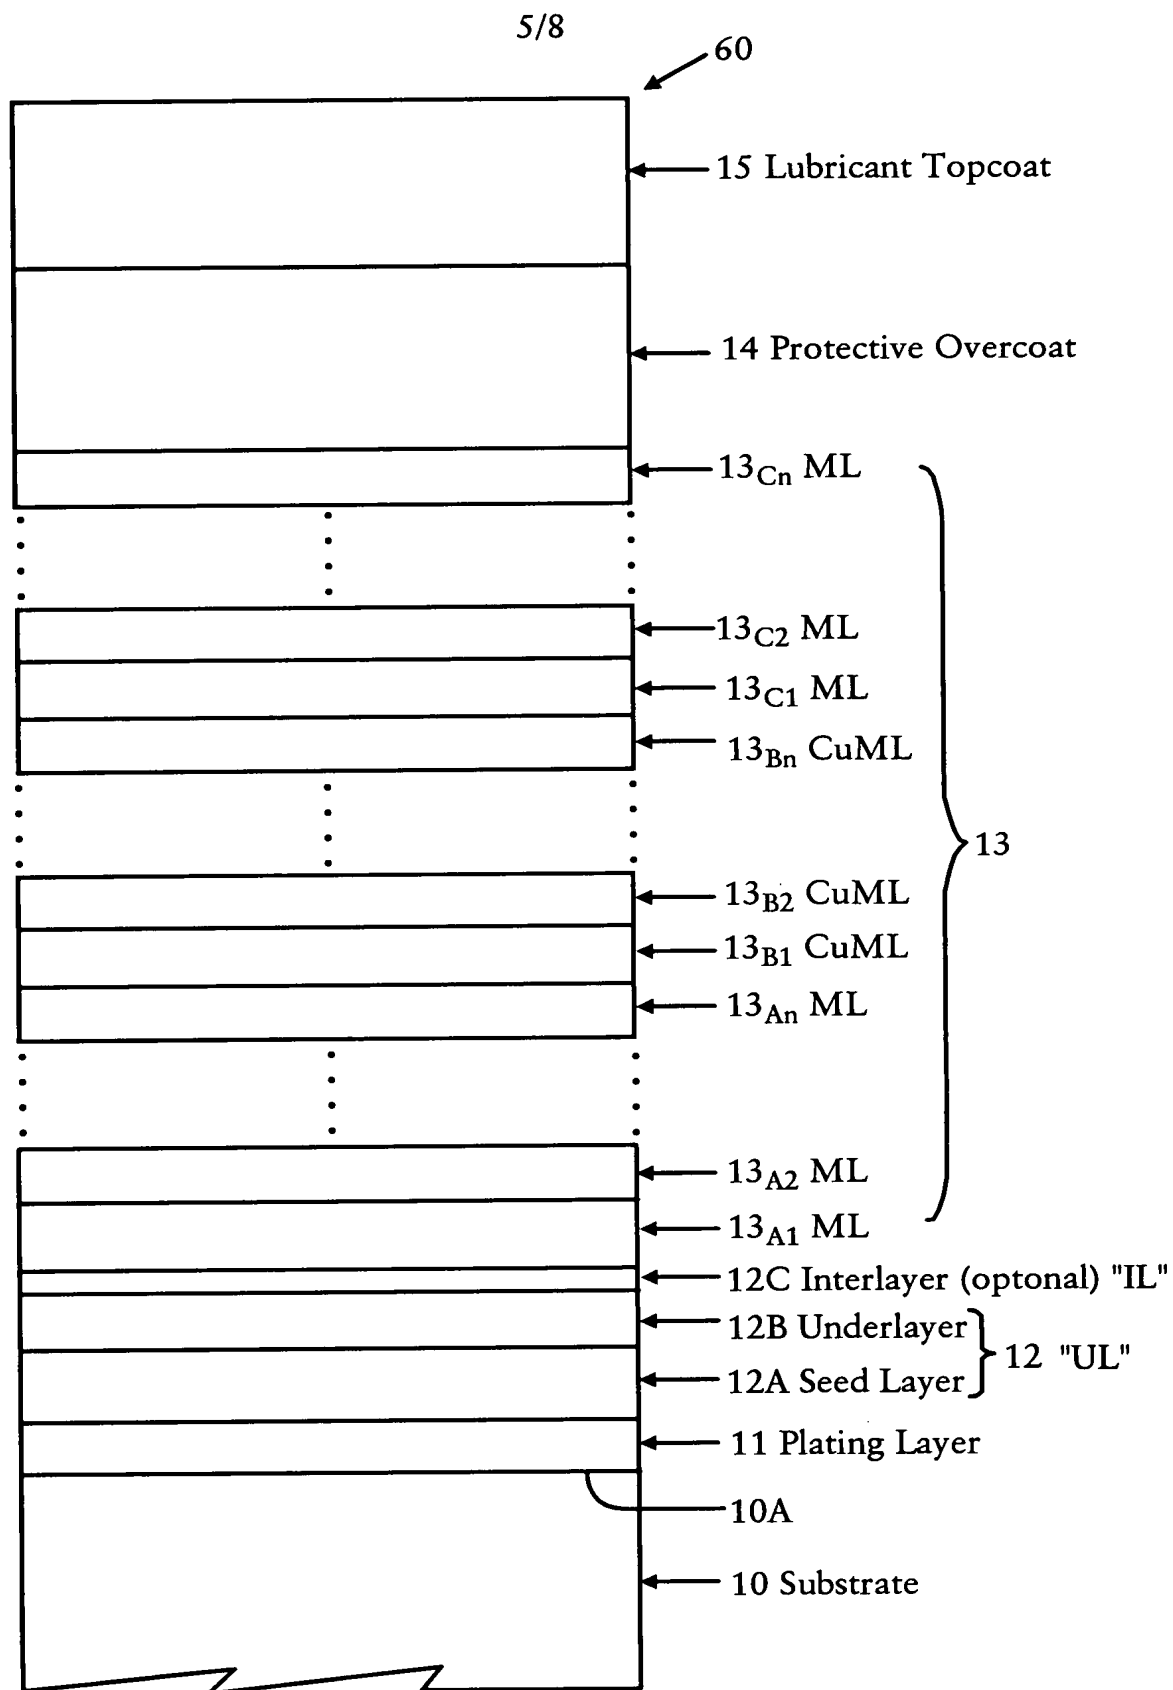 5/8
60
15 Lubricant Topcoat
14 Protective Overcoat
13Cn ML
13C2 ML
13C1 ML
13Bn CuML
13
13B2 CuML
13B1 CuML
13An ML
13A2 ML
13A1 ML
12C Interlayer (optonal) "IL"
12B Underlayer
12 "UL"
12A Seed Layer
11 Plating Layer
10A
10 Substrate